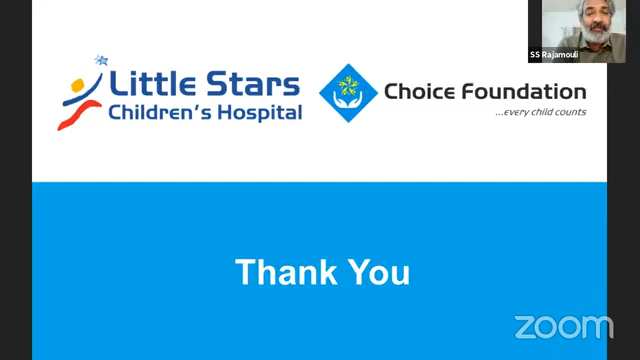 SS Rajamouli
Little Stars
Children's Hospital
Choice Foundation
...every child counts
Thank You
zoom